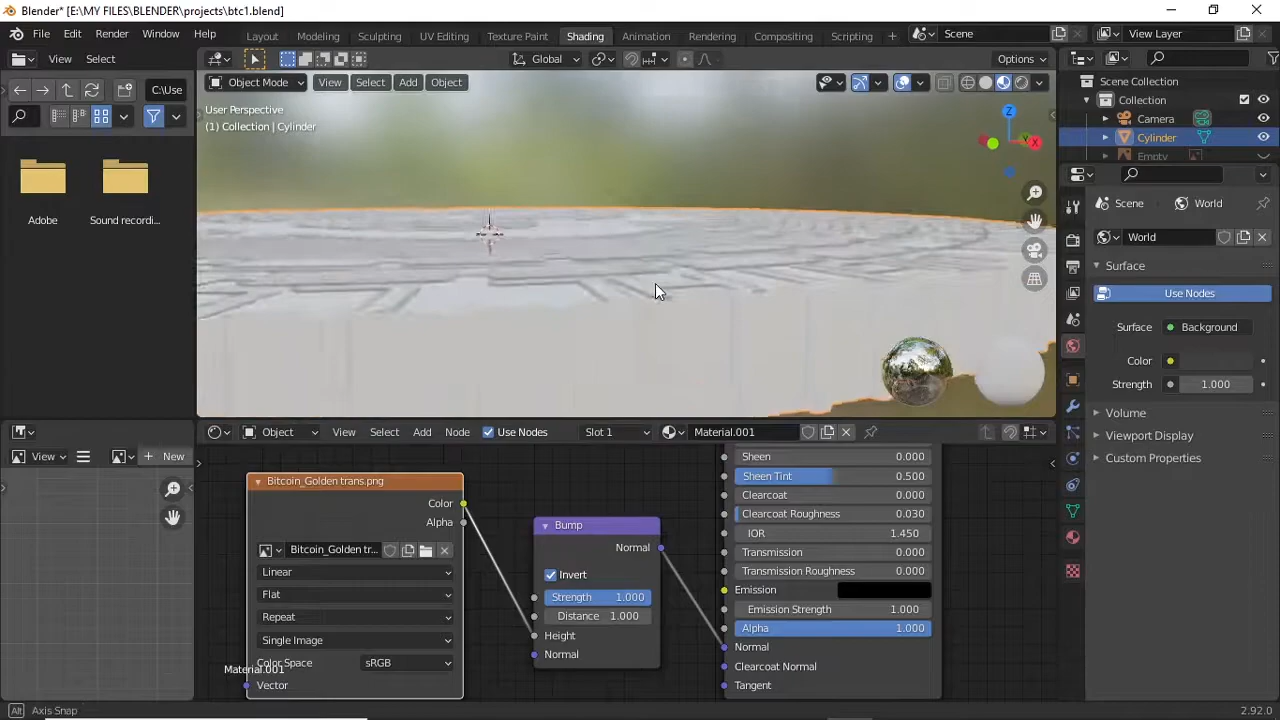 Blender* [E:\MY FILES\BLENDER\projects\btc1.blend]
File Edit Render Window Help
Layout Modeling Sculpting UV Editing Texture Paint Shading Animation Rendering Compositing Scripting
Scene
View Layer
View Select
Global
Options
C:\Use
Object Mode View Select Add Object
User Perspective
(1) Collection | Cylinder
Z
Y
X
Adobe
Sound recordi...
Scene Collection
Collection
Camera
Cylinder
Empty
Scene World
World
Surface
Use Nodes
Surface Background
Color
Strength 1.000
Volume
Viewport Display
Custom Properties
View
New
Object View Select Add Node Use Nodes Slot 1 Material.001
Bitcoin_Golden trans.png
Color
Alpha
Bitcoin_Golden tr...
Linear
Flat
Repeat
Single Image
Color Space sRGB
Material.001
Vector
Bump
Normal
Invert
Strength 1.000
Distance 1.000
Height
Normal
Sheen 0.000
Sheen Tint 0.500
Clearcoat 0.000
Clearcoat Roughness 0.030
IOR 1.450
Transmission 0.000
Transmission Roughness 0.000
Emission
Emission Strength 1.000
Alpha 1.000
Normal
Clearcoat Normal
Tangent
Alt Axis Snap
2.92.0